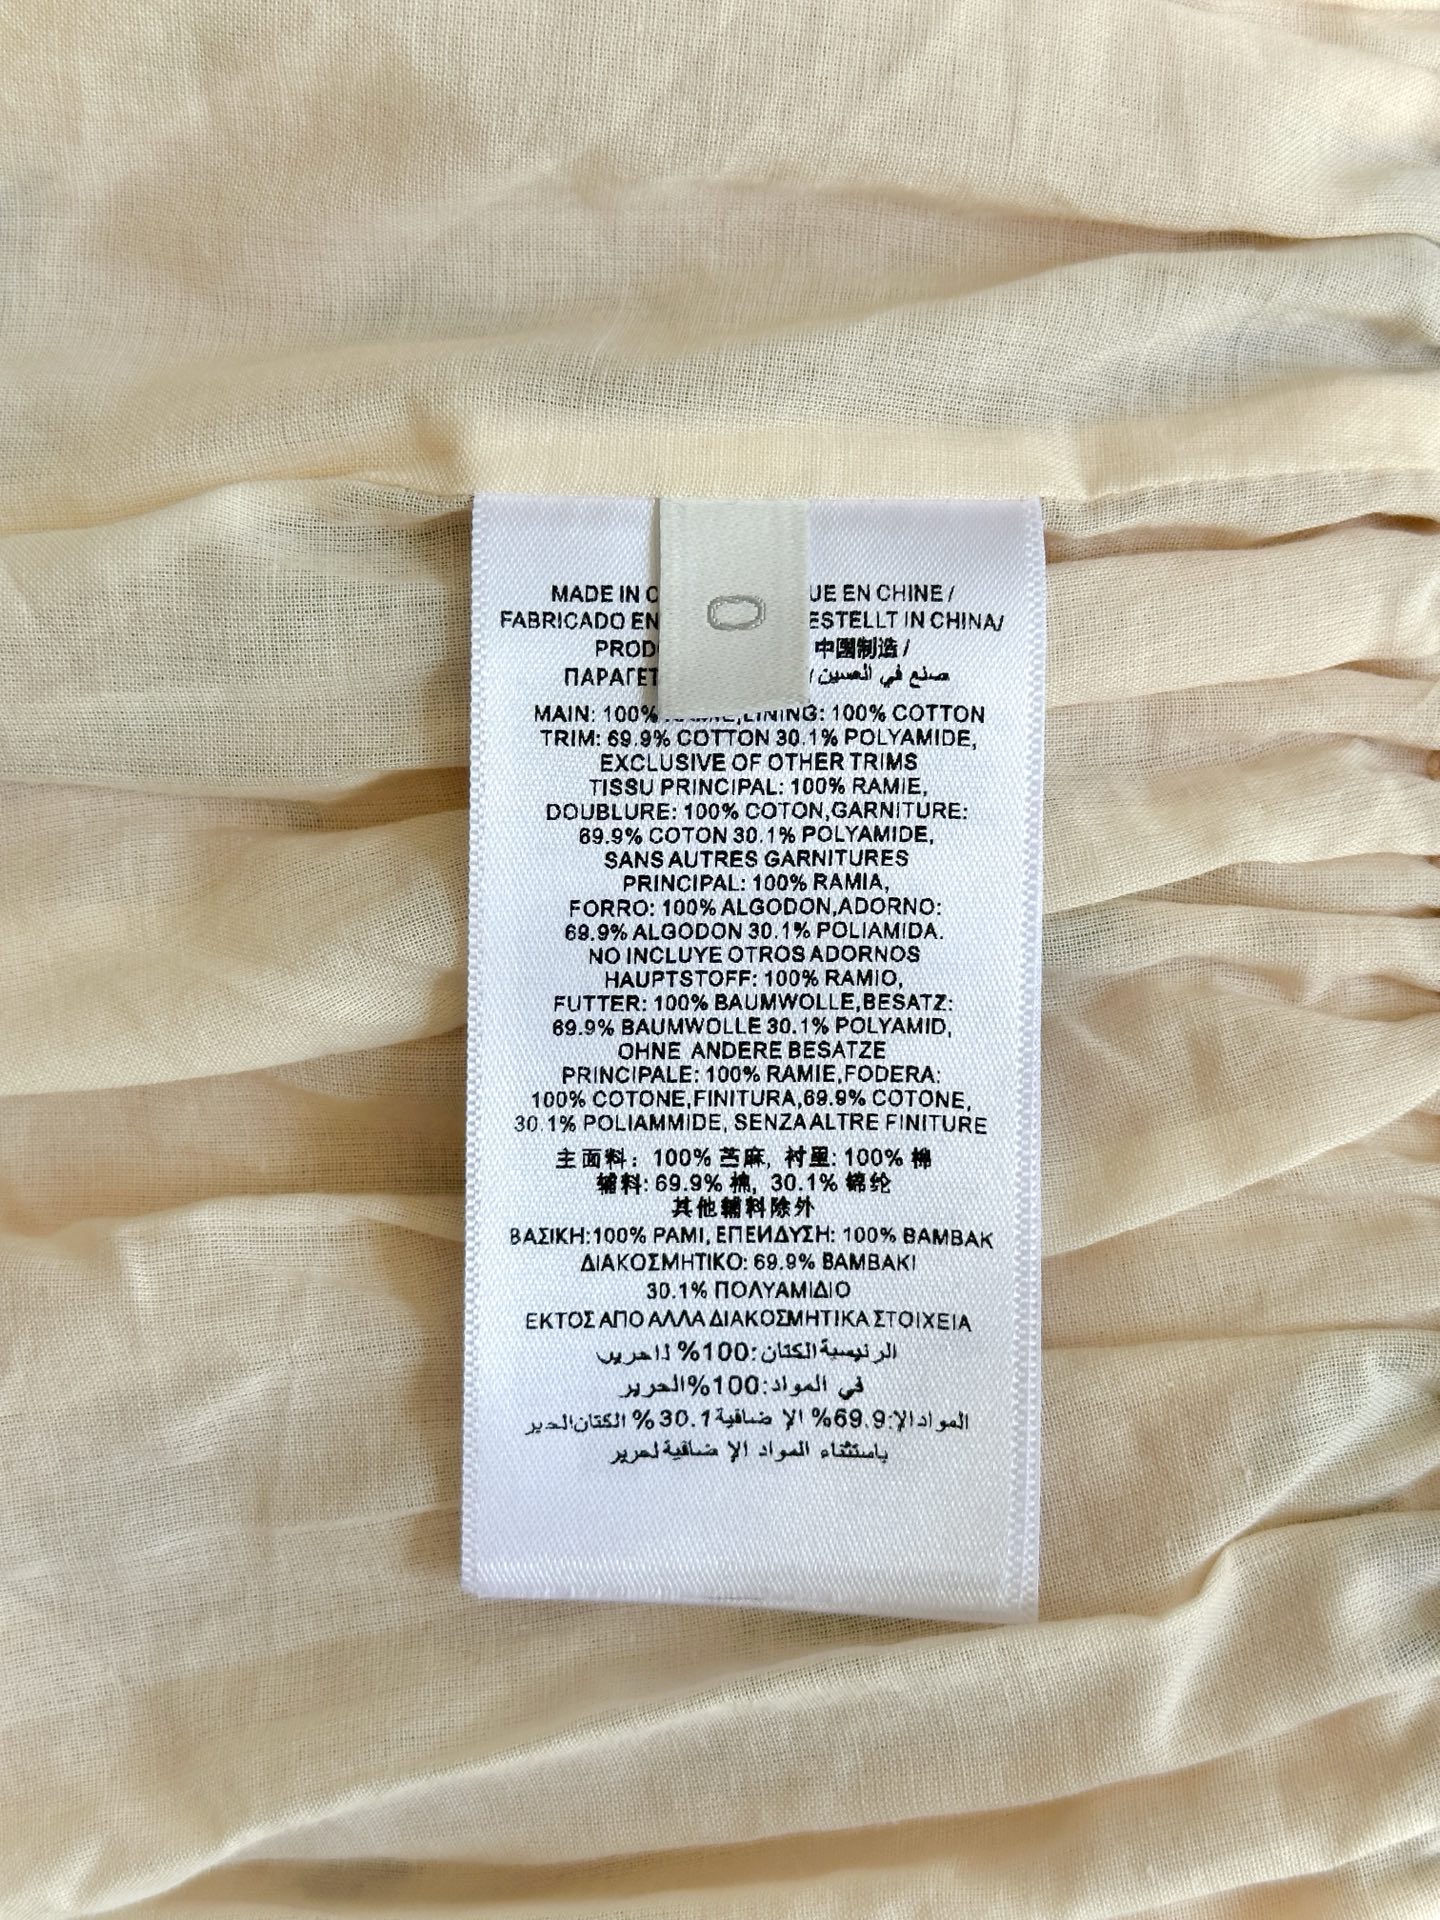 0
MADE IN C UE EN CHINE /
FABRICADO EN ESTELLT IN CHINA/
PROD 中國制造 /
ΠΑΡΑΓΕΤ / صنع في الصين
MAIN: 100% RAMIE,LINING: 100% COTTON
TRIM: 69.9% COTTON 30.1% POLYAMIDE,
EXCLUSIVE OF OTHER TRIMS
TISSU PRINCIPAL: 100% RAMIE,
DOUBLURE: 100% COTON,GARNITURE:
69.9% COTON 30.1% POLYAMIDE,
SANS AUTRES GARNITURES
PRINCIPAL: 100% RAMIA,
FORRO: 100% ALGODON,ADORNO:
69.9% ALGODON 30.1% POLIAMIDA.
NO INCLUYE OTROS ADORNOS
HAUPTSTOFF: 100% RAMIO,
FUTTER: 100% BAUMWOLLE,BESATZ:
69.9% BAUMWOLLE 30.1% POLYAMID,
OHNE ANDERE BESATZE
PRINCIPALE: 100% RAMIE,FODERA:
100% COTONE,FINITURA,69.9% COTONE,
30.1% POLIAMMIDE, SENZA ALTRE FINITURE
主面料：100% 苎麻, 衬里: 100% 棉
辅料: 69.9% 棉, 30.1% 锦纶
其他辅料除外
ΒΑΣΙΚΗ:100% ΡΑΜΙ, ΕΠΕΝΔΥΣΗ: 100% BAMBAK
ΔΙΑΚΟΣΜΗΤΙΚΟ: 69.9% BAMBAKI
30.1% ΠΟΛΥΑΜΙΔΙΟ
ΕΚΤΟΣ ΑΠΟ ΑΛΛΑ ΔΙΑΚΟΣΜΗΤΙΚΑ ΣΤΟΙΧΕΙΑ
الرئيسية الكتان:100%
في المواد:100%الحرير
المواد الإ:69.9% الإ ضافية30.1% الكتان
باستثناء المواد الإ ضافية لحرير